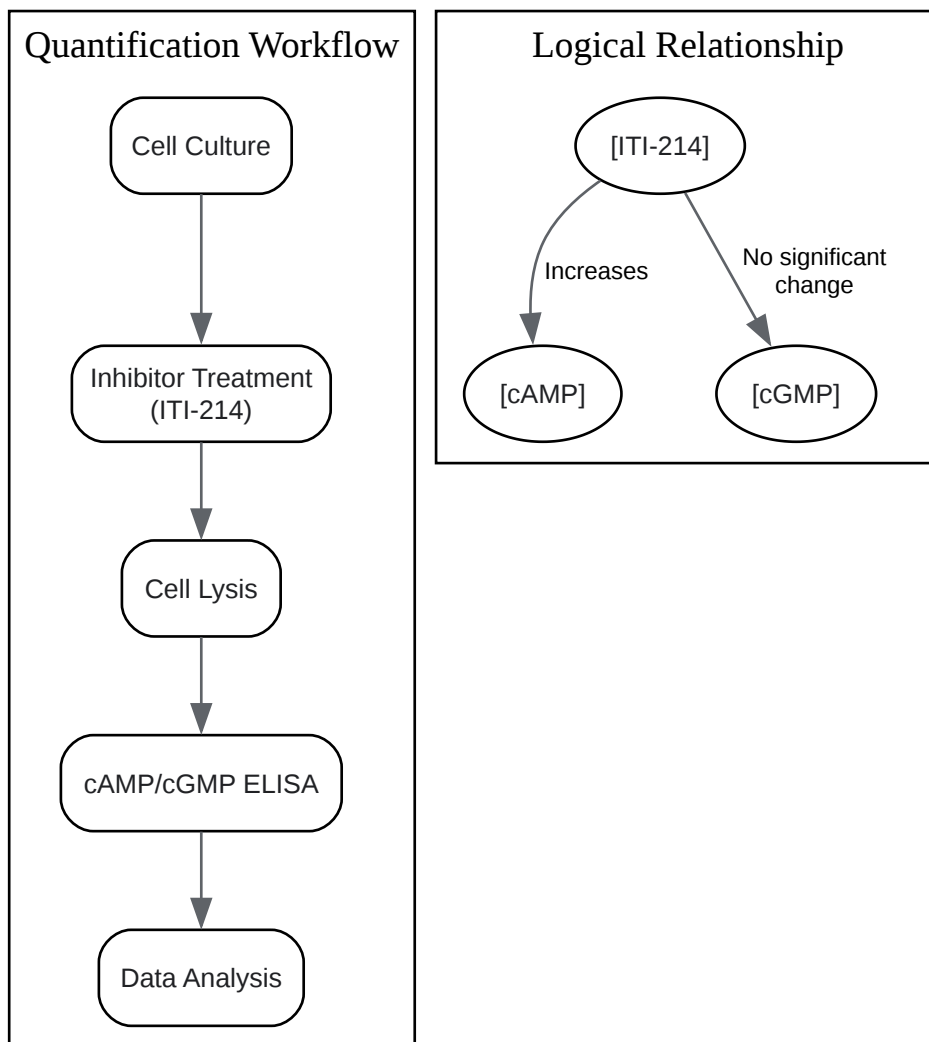 Quantification Workflow
Cell Culture
Inhibitor Treatment
(ITI-214)
Cell Lysis
cAMP/cGMP ELISA
Data Analysis
Logical Relationship
[ITI-214]
Increases
No significant
change
[cAMP]
[cGMP]